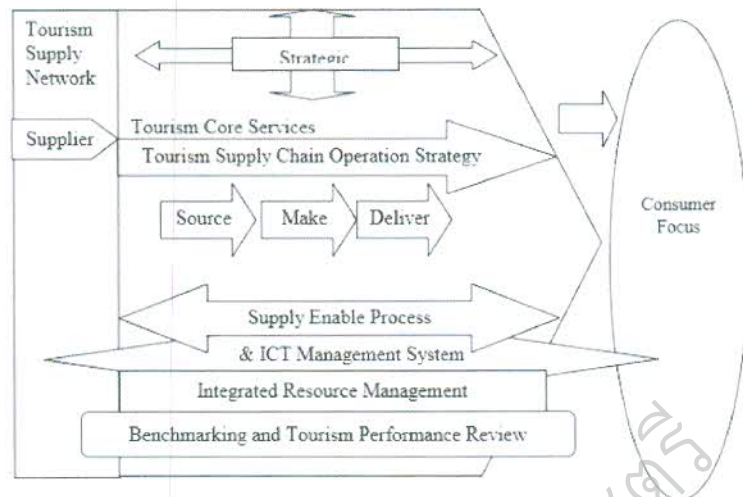 Tourism
Supply
Network
Strategic
Supplier
Tourism Core Services
Tourism Supply Chain Operation Strategy
Source
Make
Deliver
Consumer
Focus
Supply Enable Process
& ICT Management System
Integrated Resource Management
Benchmarking and Tourism Performance Review